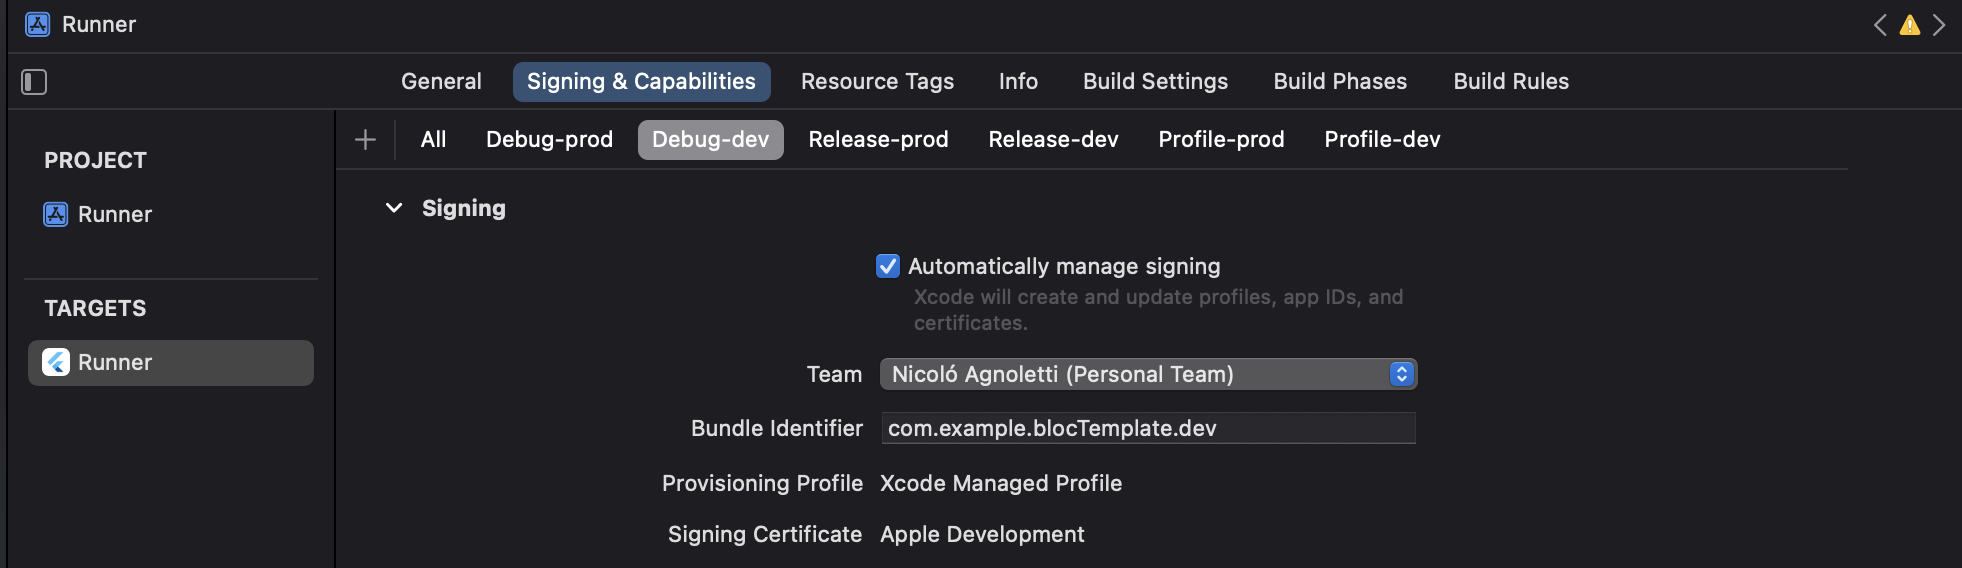 Runner
General Signing & Capabilities Resource Tags Info Build Settings Build Phases Build Rules
PROJECT
Runner
TARGETS
Runner
All Debug-prod Debug-dev Release-prod Release-dev Profile-prod Profile-dev
Signing
Automatically manage signing
Xcode will create and update profiles, app IDs, and
certificates.
Team Nicoló Agnoletti (Personal Team)
Bundle Identifier com.example.blocTemplate.dev
Provisioning Profile Xcode Managed Profile
Signing Certificate Apple Development